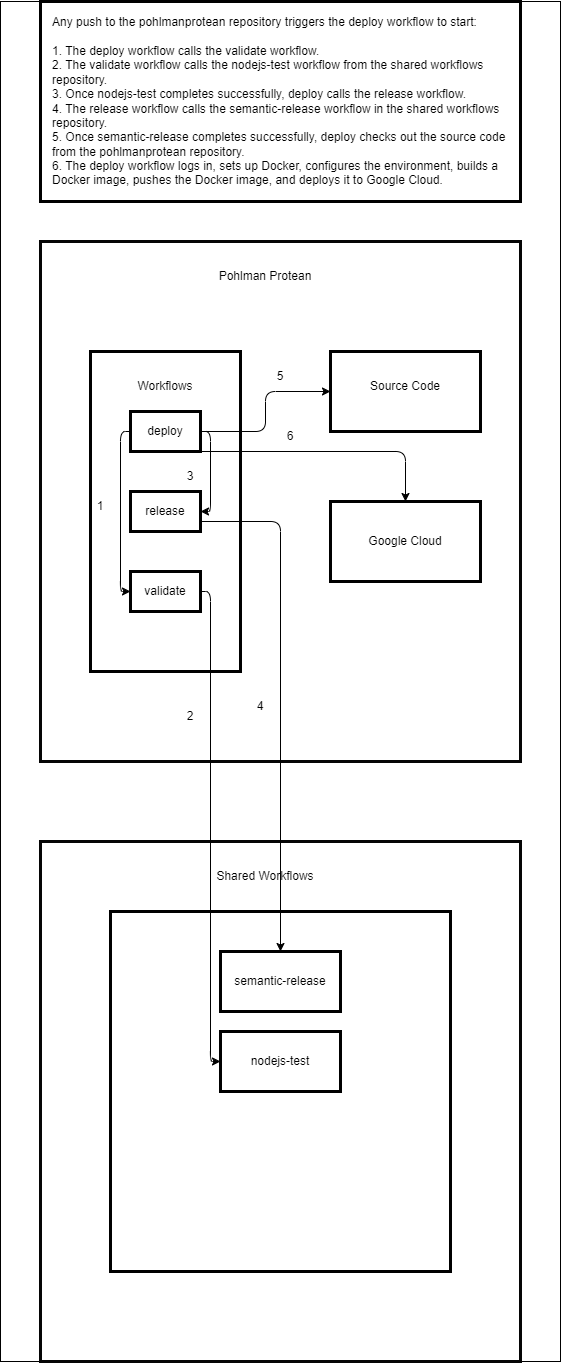 Any push to the pohlmanprotean repository triggers the deploy workflow to start:
1. The deploy workflow calls the validate workflow.
2. The validate workflow calls the nodejs-test workflow from the shared workflows
repository.
3. Once nodejs-test completes successfully, deploy calls the release workflow.
4. The release workflow calls the semantic-release workflow in the shared workflows
repository.
5. Once semantic-release completes successfully, deploy checks out the source code
from the pohlmanprotean repository.
6. The deploy workflow logs in, sets up Docker, configures the environment, builds a
Docker image, pushes the Docker image, and deploys it to Google Cloud.
Pohlman Protean
Workflows
5
Source Code
deploy
6
3
1
release
Google Cloud
validate
2
4
Shared Workflows
semantic-release
nodejs-test